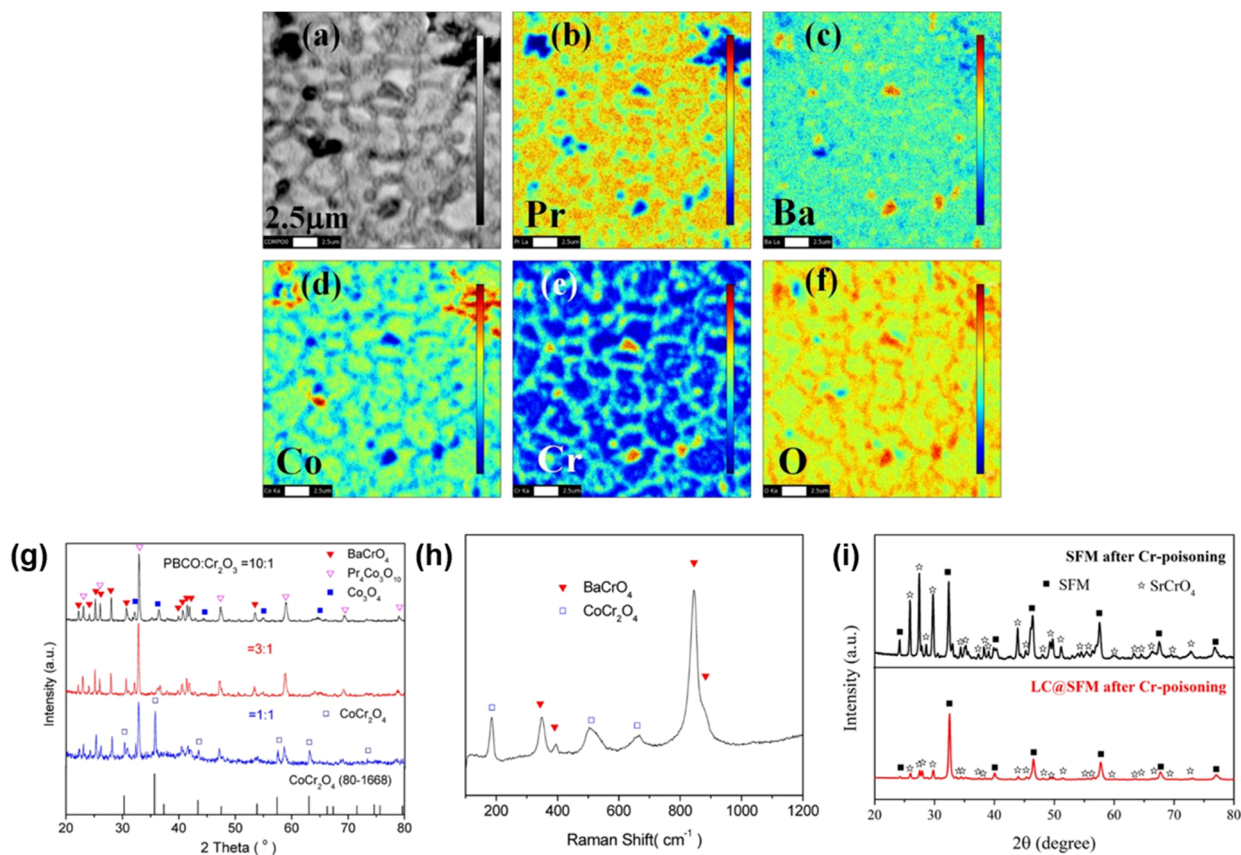 (a)
2.5μm
COMPO0 2.5um
(b)
Pr
Pr La 2.5um
(c)
Ba
Ba La 2.5um
(d)
Co
Co Ka 2.5um
(e)
Cr
Cr Ka 2.5um
(f)
O
O Ka 2.5um
(g)
PBCO:Cr2O3 =10:1
BaCrO4
Pr4Co3O10
Co3O4
=3:1
=1:1
CoCr2O4
CoCr2O4 (80-1668)
Intensity (a.u.)
20 30 40 50 60 70 80
2 Theta ( ° )
(h)
BaCrO4
CoCr2O4
200 400 600 800 1000 1200
Raman Shift( cm-1)
(i)
SFM after Cr-poisoning
SFM
SrCrO4
LC@SFM after Cr-poisoning
Intensity (a.u.)
20 30 40 50 60 70 80
2θ (degree)